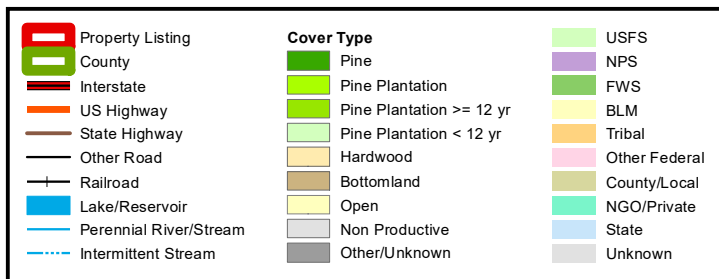 Property Listing
County
Interstate
US Highway
State Highway
Other Road
Railroad
Lake/Reservoir
Perennial River/Stream
Intermittent Stream
Cover Type
Pine
Pine Plantation
Pine Plantation >= 12 yr
Pine Plantation < 12 yr
Hardwood
Bottomland
Open
Non Productive
Other/Unknown
USFS
NPS
FWS
BLM
Tribal
Other Federal
County/Local
NGO/Private
State
Unknown